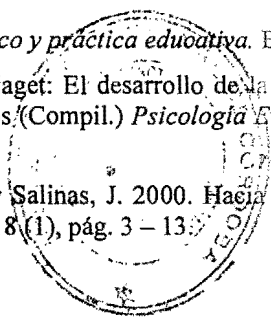 co y práctica educativa. E
aget: El desarrollo de la
s (Compil.) Psicología E
Salinas, J. 2000. Hacia
8 (1), pág. 3 – 13.